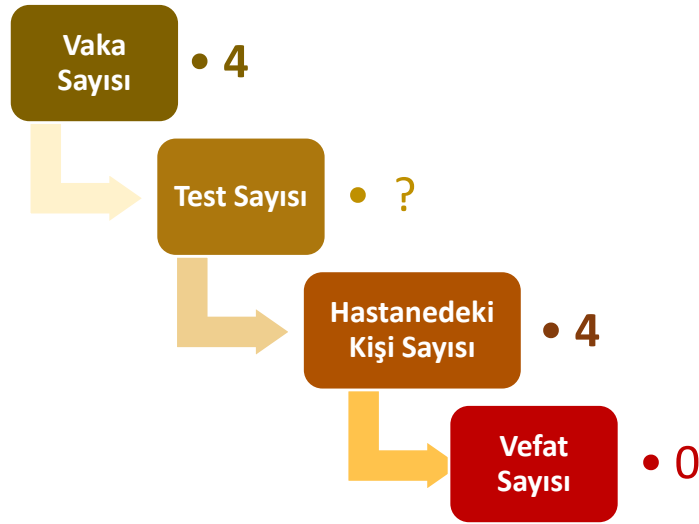 Vaka
Sayısı
• 4
Test Sayısı
• ?
Hastanedeki
Kişi Sayısı
• 4
Vefat
Sayısı
• 0